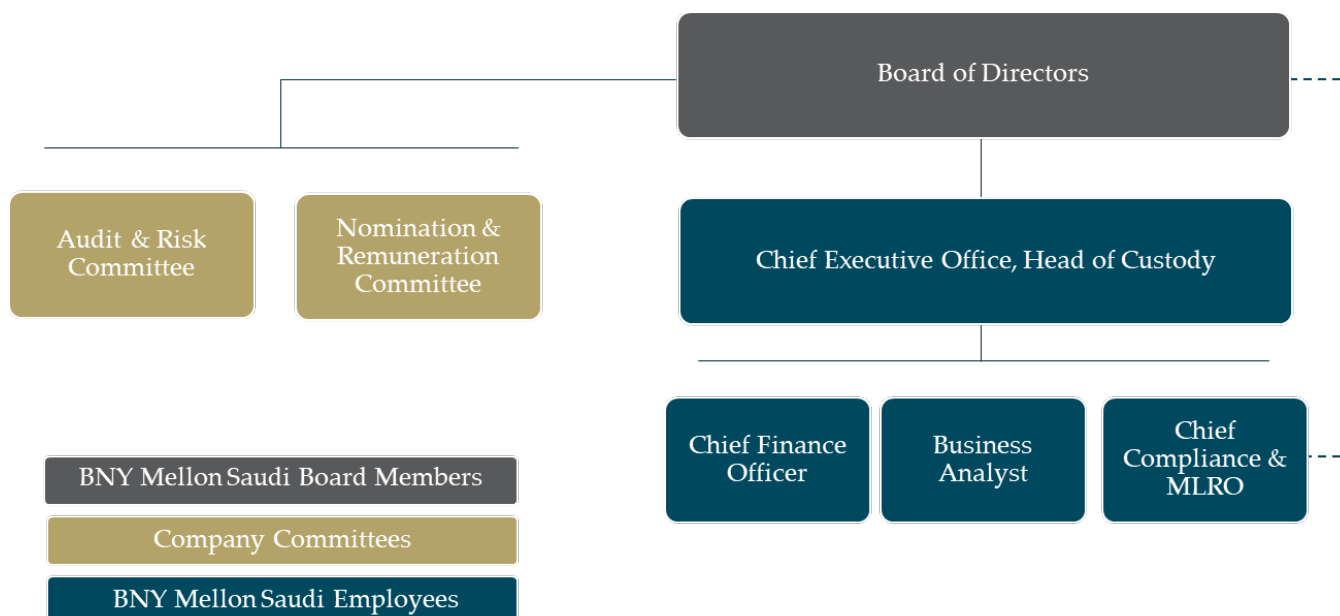 Board of Directors
Audit & Risk
Committee
Nomination &
Remuneration
Committee
Chief Executive Office, Head of Custody
Chief Finance
Officer
Business
Analyst
Chief
Compliance &
MLRO
BNY Mellon Saudi Board Members
Company Committees
BNY Mellon Saudi Employees